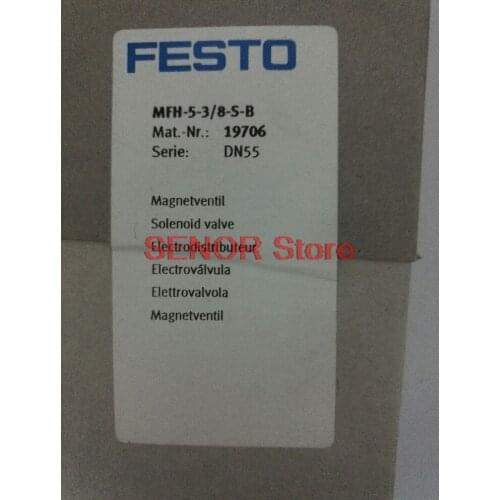 FESTO
MFH-5-3/8-S-B
Mat.-Nr.: 19706
Serie: DN55
Magnetventil
Solenoid valve
Electrodistributeur
SENOR Store
Electroválvula
Elettrovalvola
Magnetventil